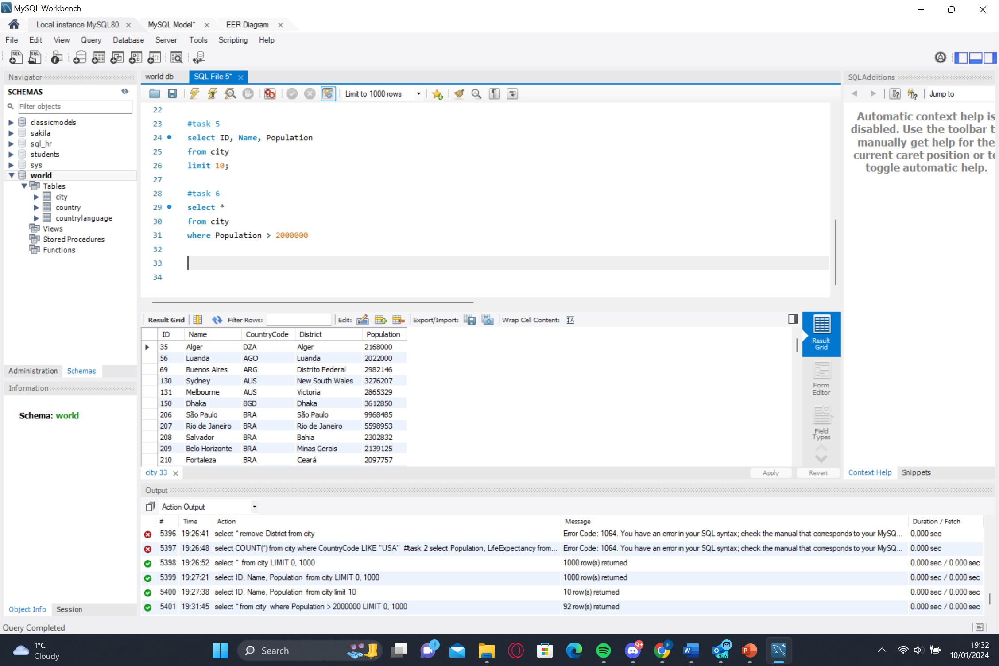 MySQL Workbench
Local instance MySQL80
MySQL Model*
EER Diagram
File Edit View Query Database Server Tools Scripting Help
Navigator
SCHEMAS
Filter objects
classicmodels
sakila
sql_hr
students
sys
world
Tables
city
country
countrylanguage
Views
Stored Procedures
Functions
Administration Schemas
Information
Schema: world
Object Info Session
world db
SQL File 5*
Limit to 1000 rows
22
23 #task 5
24 select ID, Name, Population
25 from city
26 limit 10;
27
28 #task 6
29 select *
30 from city
31 where Population > 2000000
32
33
34
Result Grid Filter Rows: Edit: Export/Import: Wrap Cell Content:
ID Name CountryCode District Population
35 Alger DZA Alger 2168000
56 Luanda AGO Luanda 2022000
69 Buenos Aires ARG Distrito Federal 2982146
130 Sydney AUS New South Wales 3276207
131 Melbourne AUS Victoria 2865329
150 Dhaka BGD Dhaka 3612850
206 São Paulo BRA São Paulo 9968485
207 Rio de Janeiro BRA Rio de Janeiro 5598953
208 Salvador BRA Bahia 2302832
209 Belo Horizonte BRA Minas Gerais 2139125
210 Fortaleza BRA Ceará 2097757
Result
Grid
Form
Editor
Field
Types
city 33
Apply Revert
SQLAdditions
Jump to
Automatic context help is
disabled. Use the toolbar t
manually get help for the
current caret position or to
toggle automatic help.
Context Help Snippets
Output
Action Output
# Time Action Message Duration / Fetch
5396 19:26:41 select * remove District from city Error Code: 1064. You have an error in your SQL syntax; check the manual that corresponds to your MySQ... 0.000 sec
5397 19:26:48 select COUNT(*) from city where CountryCode LIKE "USA" #task 2 select Population, LifeExpectancy from... Error Code: 1064. You have an error in your SQL syntax; check the manual that corresponds to your MySQ... 0.000 sec
5398 19:26:52 select * from city LIMIT 0, 1000 1000 row(s) returned 0.000 sec / 0.000 sec
5399 19:27:21 select ID, Name, Population from city LIMIT 0, 1000 1000 row(s) returned 0.000 sec / 0.000 sec
5400 19:27:38 select ID, Name, Population from city limit 10 10 row(s) returned 0.000 sec / 0.000 sec
5401 19:31:45 select * from city where Population > 2000000 LIMIT 0, 1000 92 row(s) returned 0.000 sec / 0.000 sec
Query Completed
1°C
Cloudy
Search
1
9+
F
NEW
19:32
10/01/2024